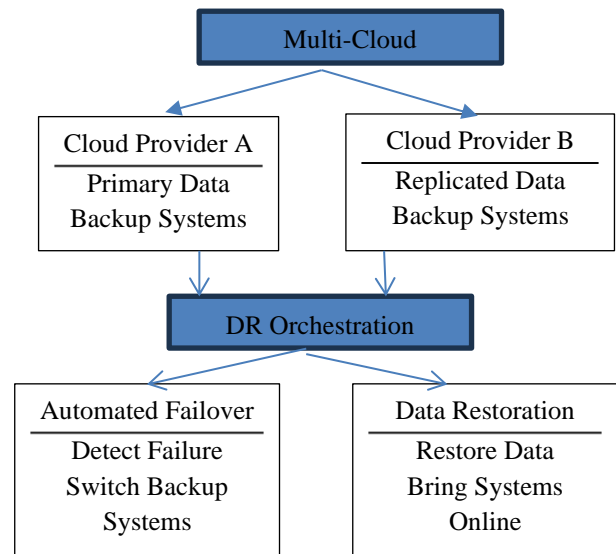 Multi-Cloud
Cloud Provider A
Primary Data
Backup Systems
Cloud Provider B
Replicated Data
Backup Systems
DR Orchestration
Automated Failover
Detect Failure
Switch Backup
Systems
Data Restoration
Restore Data
Bring Systems
Online